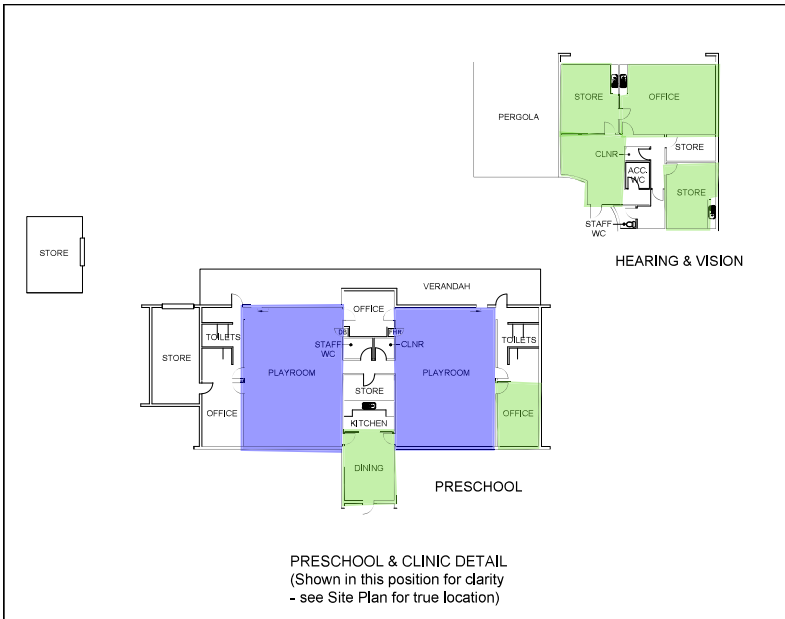 STORE
OFFICE
PERGOLA
STORE
CLNR
ACC.
WC
STORE
STAFF
WC
HEARING & VISION
STORE
VERANDAH
OFFICE
TOILETS
DB
FHR
TOILETS
STAFF
WC
CLNR
STORE
PLAYROOM
PLAYROOM
STORE
OFFICE
OFFICE
KITCHEN
DINING
PRESCHOOL
PRESCHOOL & CLINIC DETAIL
(Shown in this position for clarity
- see Site Plan for true location)